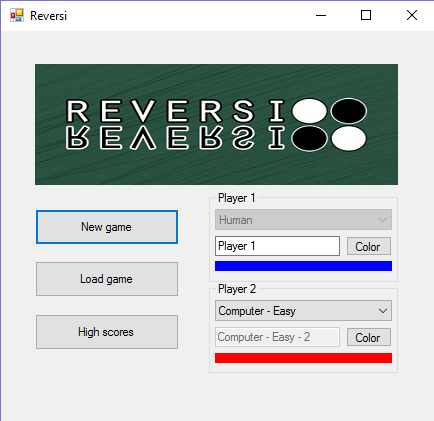 Reversi
REVERSI
REVERSI
New game
Load game
High scores
Player 1
Human
Player 1
Color
Player 2
Computer - Easy
Computer - Easy - 2
Color